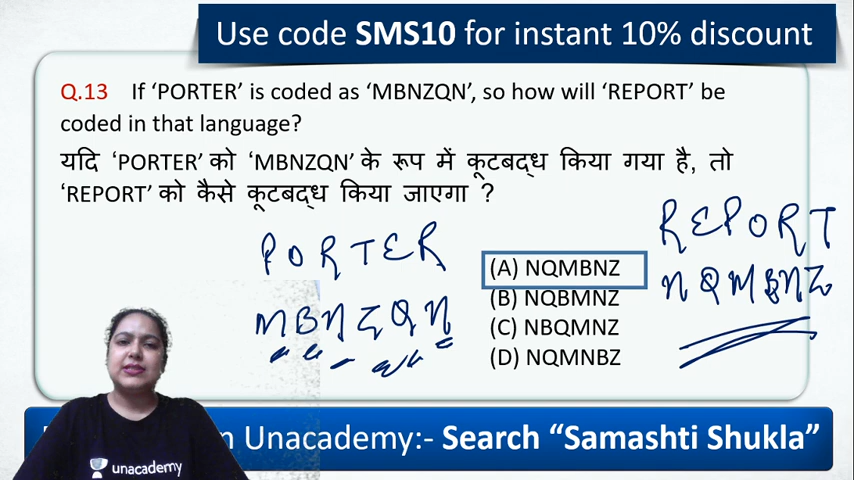 Use code SMS10 for instant 10% discount
Q.13 If 'PORTER' is coded as 'MBNZQN', so how will 'REPORT' be
coded in that language?
यदि 'PORTER' को 'MBNZQN' के रूप में कूटबद्ध किया गया है, तो
'REPORT' को कैसे कूटबद्ध किया जाएगा ?
PORTER
MBNZQN
(A) NQMBNZ
(B) NQBMNZ
(C) NBQMNZ
(D) NQMNBZ
REPORT
NQMBNZ
Unacademy:- Search "Samashti Shukla"
unacademy